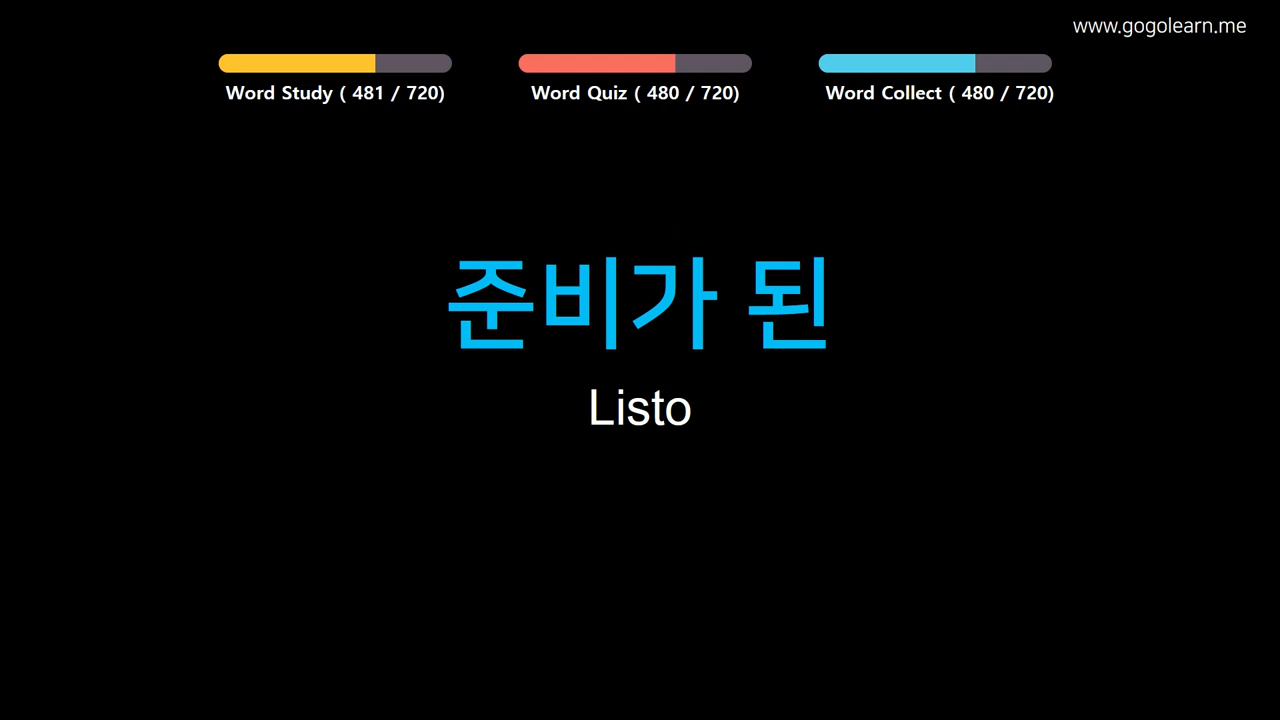 www.gogolearn.me
Word Study ( 481 / 720)
Word Quiz ( 480 / 720)
Word Collect ( 480 / 720)
준비가 된
Listo